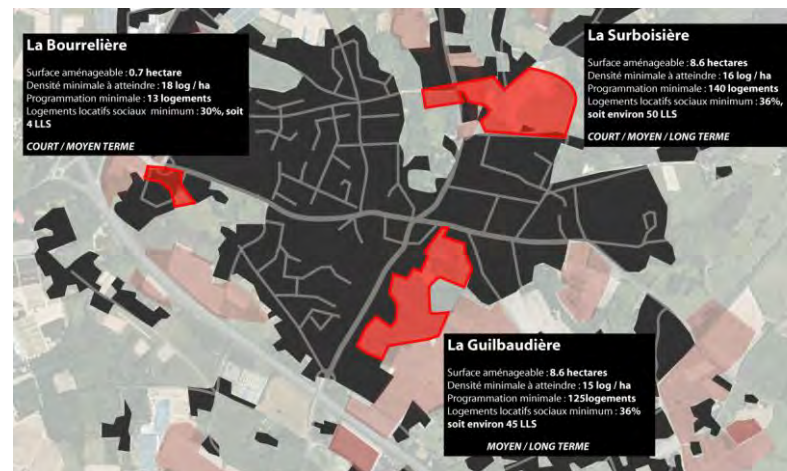 La Bourrelière
Surface aménageable : 0.7 hectare
Densité minimale à atteindre : 18 log / ha
Programmation minimale : 13 logements
Logements locatifs sociaux minimum : 30%, soit
4 LLS
COURT / MOYEN TERME
La Surboisière
Surface aménageable : 8.6 hectares
Densité minimale à atteindre : 16 log / ha
Programmation minimale : 140 logements
Logements locatifs sociaux minimum : 36%,
soit environ 50 LLS
COURT / MOYEN / LONG TERME
La Guilbaudière
Surface aménageable : 8.6 hectares
Densité minimale à atteindre : 15 log / ha
Programmation minimale : 125logements
Logements locatifs sociaux minimum : 36%
soit environ 45 LLS
MOYEN / LONG TERME